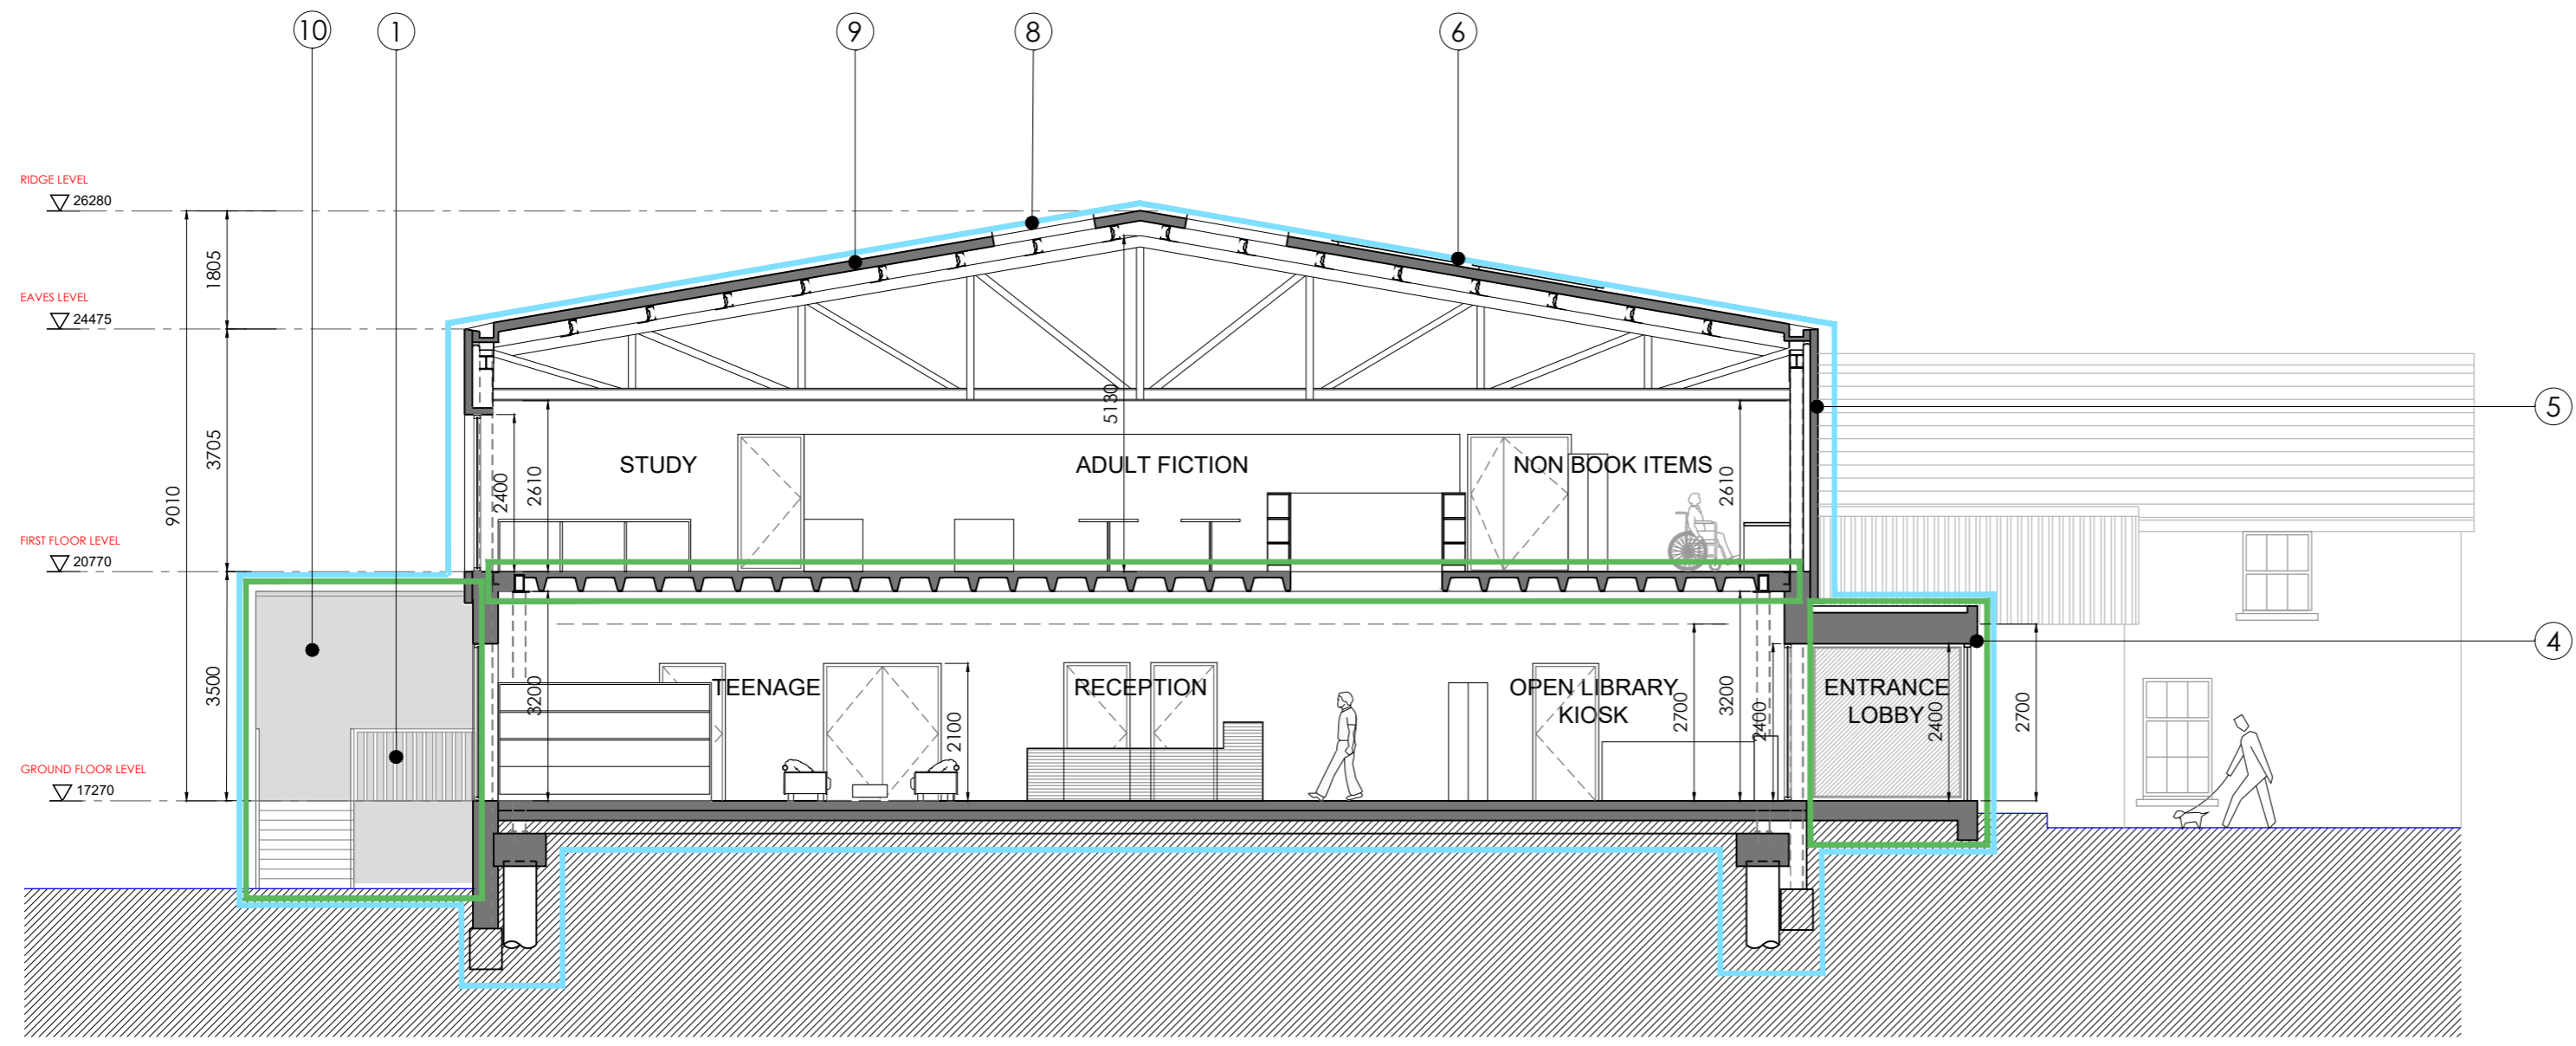 10
1
9
8
6
RIDGE LEVEL
26280
1805
EAVES LEVEL
24475
5
5130
3705
9010
STUDY
ADULT FICTION
NON BOOK ITEMS
2400
2610
2610
FIRST FLOOR LEVEL
20770
4
3500
TEENAGE
RECEPTION
OPEN LIBRARY
KIOSK
ENTRANCE
LOBBY
3200
2100
2700
3200
2400
2400
2700
GROUND FLOOR LEVEL
17270